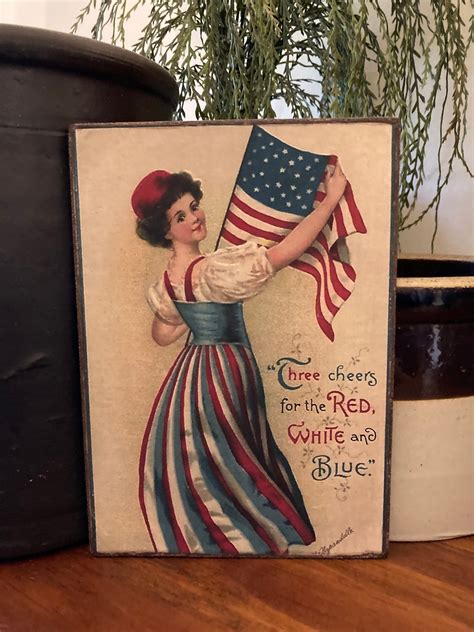 "Three cheers
for the RED,
WHITE and
BLUE."